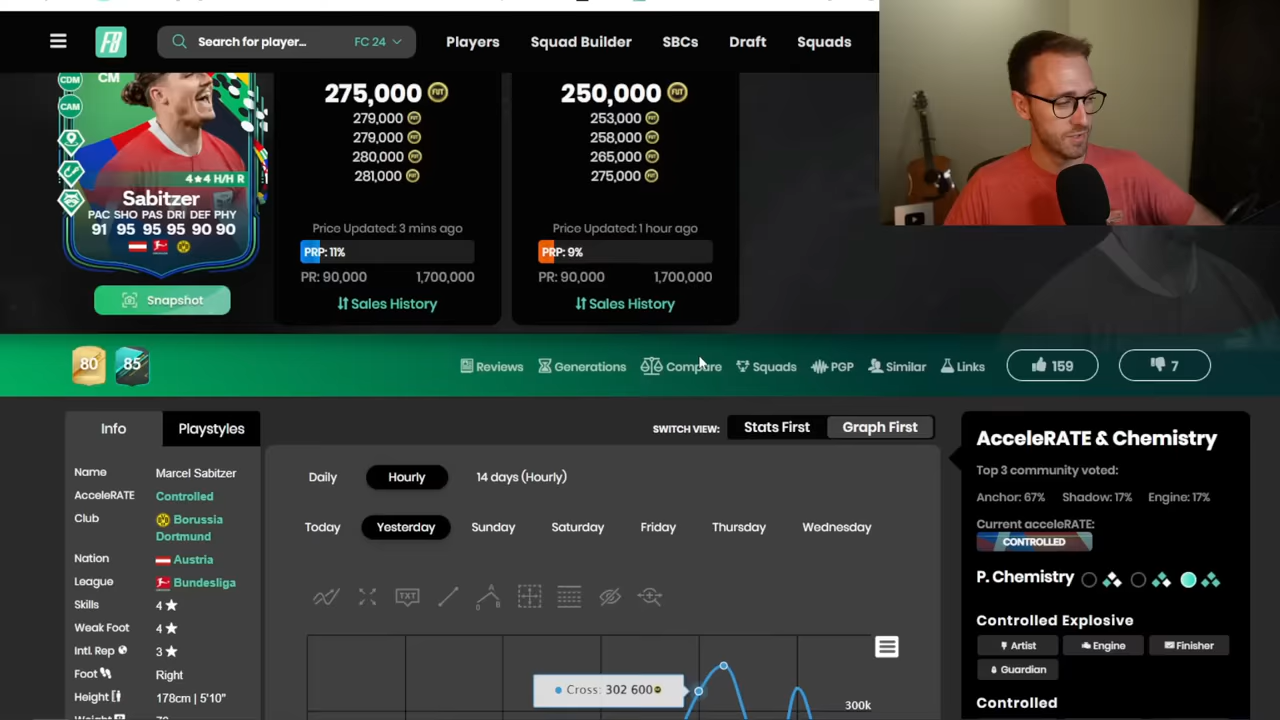 FB
Search for player...
FC 24
Players
Squad Builder
SBCs
Draft
Squads
CDM
CM
CAM
4★4 H/H R
Sabitzer
PAC SHO PAS DRI DEF PHY
91 95 95 95 90 90
Snapshot
275,000 FUT
279,000
279,000
280,000
281,000
Price Updated: 3 mins ago
PRP: 11%
PR: 90,000 1,700,000
Sales History
250,000 FUT
253,000
258,000
265,000
275,000
Price Updated: 1 hour ago
PRP: 9%
PR: 90,000 1,700,000
Sales History
80
85
Reviews
Generations
Compare
Squads
PGP
Similar
Links
159
7
Info
Playstyles
Name Marcel Sabitzer
AcceleRATE Controlled
Club Borussia
Dortmund
Nation Austria
League Bundesliga
Skills 4★
Weak Foot 4★
Intl. Rep 3★
Foot Right
Height 178cm | 5'10"
SWITCH VIEW:
Stats First
Graph First
Daily
Hourly
14 days (Hourly)
Today
Yesterday
Sunday
Saturday
Friday
Thursday
Wednesday
TXT
Cross: 302 600
300k
AcceleRATE & Chemistry
Top 3 community voted:
Anchor: 67% Shadow: 17% Engine: 17%
Current acceleRATE:
CONTROLLED
P. Chemistry
Controlled Explosive
Artist
Engine
Finisher
Guardian
Controlled